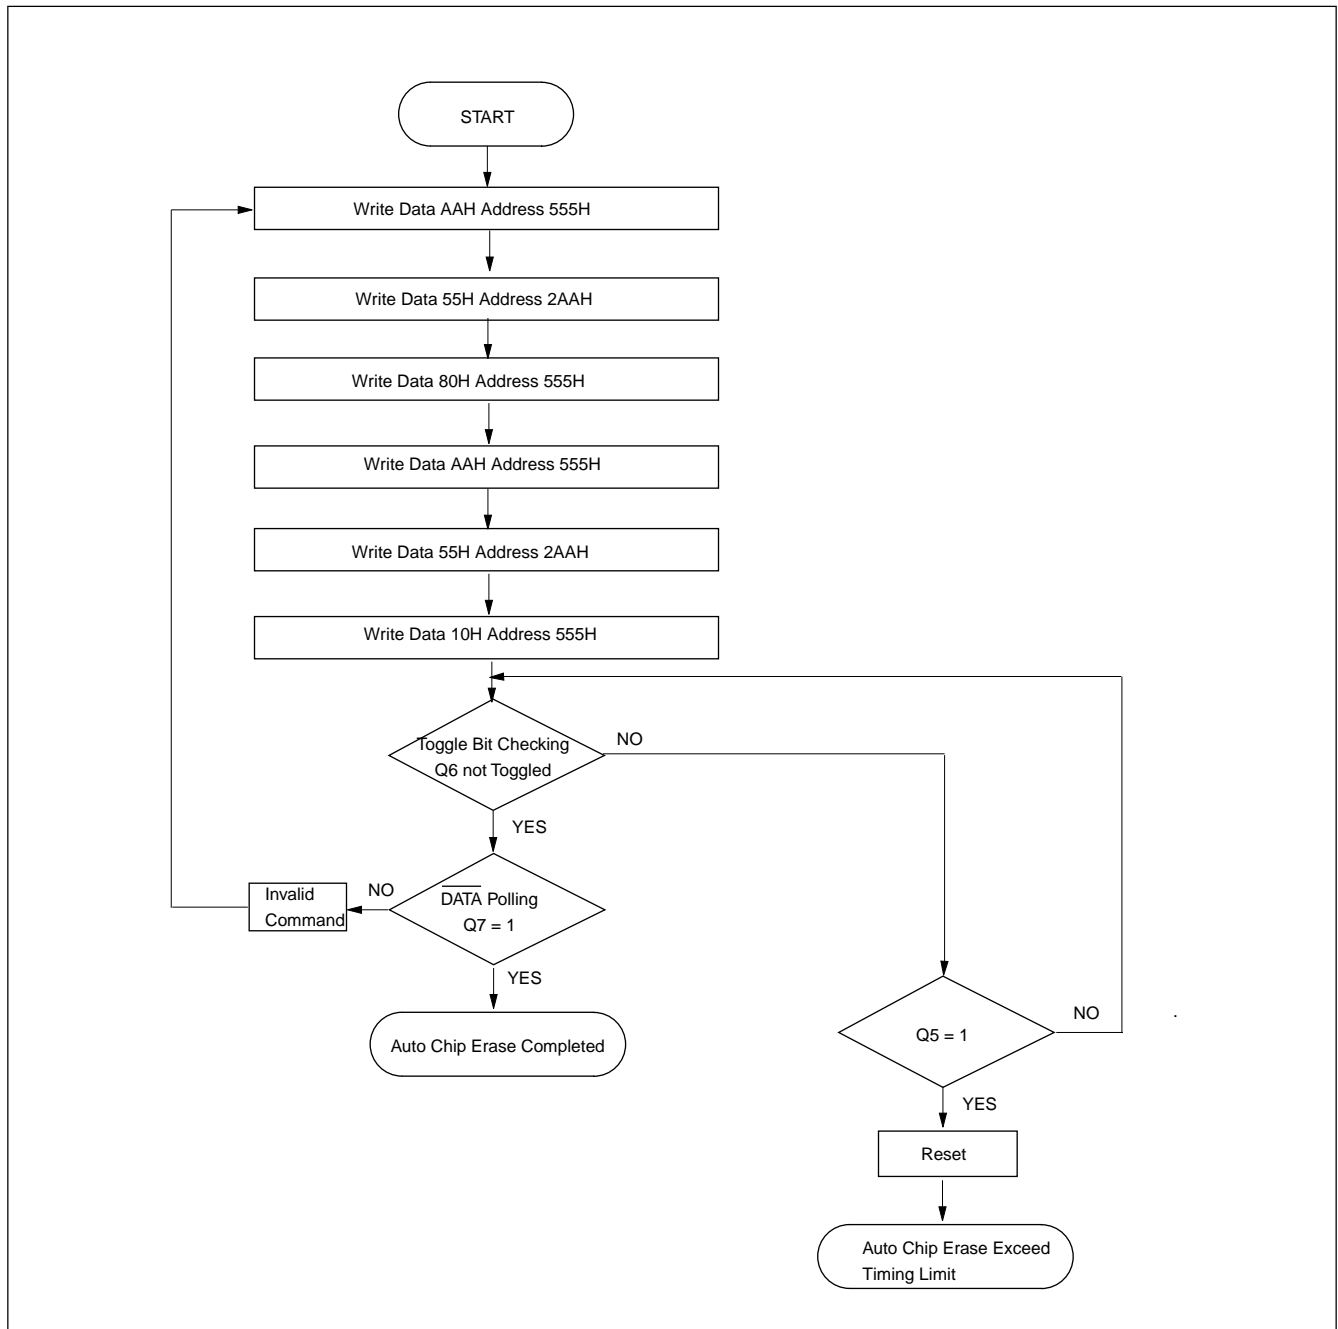 START
Write Data AAH Address 555H
Write Data 55H Address 2AAH
Write Data 80H Address 555H
Write Data AAH Address 555H
Write Data 55H Address 2AAH
Write Data 10H Address 555H
Toggle Bit Checking
Q6 not Toggled
NO
YES
Invalid
Command
NO
DATA Polling
Q7 = 1
YES
Auto Chip Erase Completed
Q5 = 1
NO
.
YES
Reset
Auto Chip Erase Exceed
Timing Limit